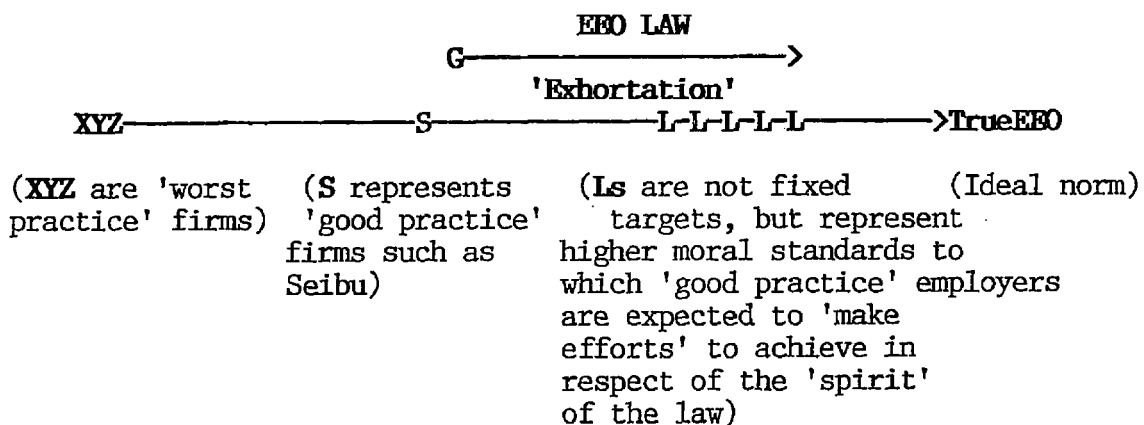 EEO LAW
G————————>
'Exhortation'
XYZ————————S————————L-L-L-L-L————>TrueEEO
(XYZ are 'worst practice' firms)
(S represents 'good practice' firms such as Seibu)
(Ls are not fixed targets, but represent higher moral standards to which 'good practice' employers are expected to 'make efforts' to achieve in respect of the 'spirit' of the law)
(Ideal norm)